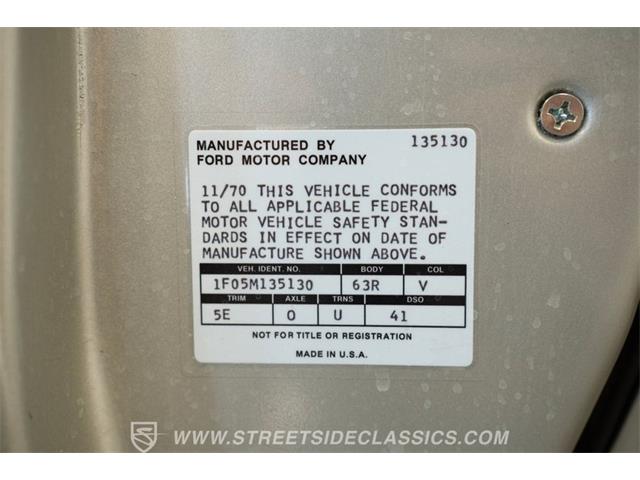 MANUFACTURED BY 135130
FORD MOTOR COMPANY
11/70 THIS VEHICLE CONFORMS
TO ALL APPLICABLE FEDERAL
MOTOR VEHICLE SAFETY STAN-
DARDS IN EFFECT ON DATE OF
MANUFACTURE SHOWN ABOVE.
VEH. IDENT. NO. BODY COL
1F05M135130 63R V
TRIM AXLE TRNS DSO
5E O U 41
NOT FOR TITLE OR REGISTRATION
MADE IN U.S.A.
WWW.STREETSIDECLASSICS.COM